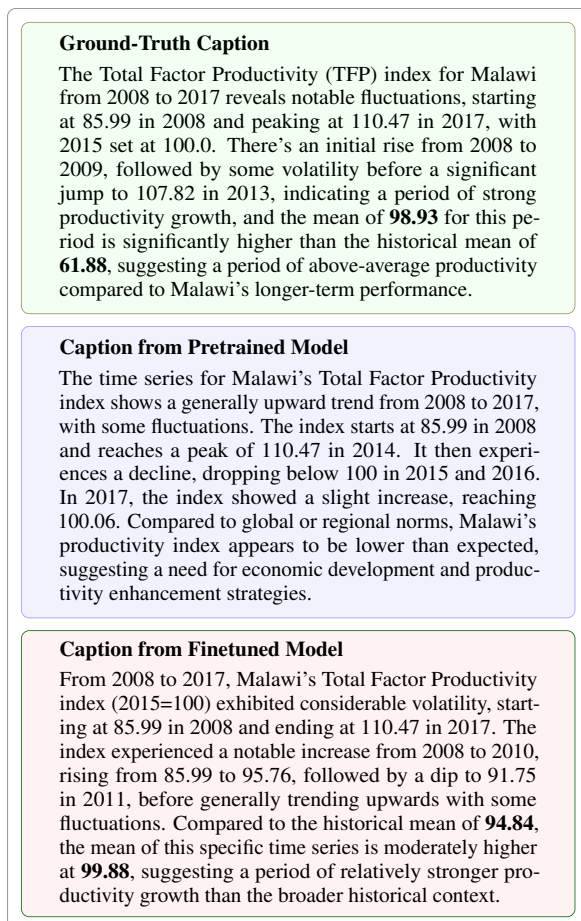 Ground-Truth Caption
The Total Factor Productivity (TFP) index for Malawi
from 2008 to 2017 reveals notable fluctuations, starting
at 85.99 in 2008 and peaking at 110.47 in 2017, with
2015 set at 100.0. There's an initial rise from 2008 to
2009, followed by some volatility before a significant
jump to 107.82 in 2013, indicating a period of strong
productivity growth, and the mean of 98.93 for this pe-
riod is significantly higher than the historical mean of
61.88, suggesting a period of above-average productivity
compared to Malawi's longer-term performance.
Caption from Pretrained Model
The time series for Malawi's Total Factor Productivity
index shows a generally upward trend from 2008 to 2017,
with some fluctuations. The index starts at 85.99 in 2008
and reaches a peak of 110.47 in 2014. It then experi-
ences a decline, dropping below 100 in 2015 and 2016.
In 2017, the index showed a slight increase, reaching
100.06. Compared to global or regional norms, Malawi's
productivity index appears to be lower than expected,
suggesting a need for economic development and produc-
tivity enhancement strategies.
Caption from Finetuned Model
From 2008 to 2017, Malawi's Total Factor Productivity
index (2015=100) exhibited considerable volatility, start-
ing at 85.99 in 2008 and ending at 110.47 in 2017. The
index experienced a notable increase from 2008 to 2010,
rising from 85.99 to 95.76, followed by a dip to 91.75
in 2011, before generally trending upwards with some
fluctuations. Compared to the historical mean of 94.84,
the mean of this specific time series is moderately higher
at 99.88, suggesting a period of relatively stronger pro-
ductivity growth than the broader historical context.